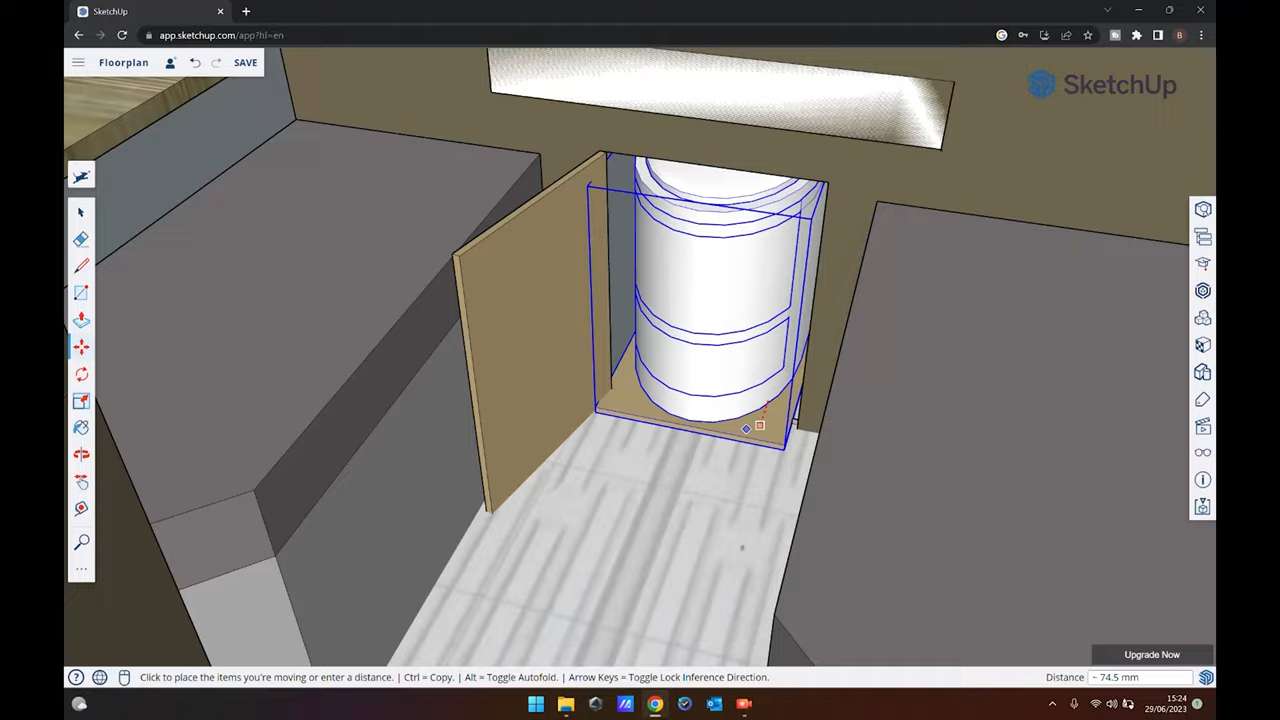 SketchUp
app.sketchup.com/app?hl=en
B
Floorplan
SAVE
SketchUp
Upgrade Now
Click to place the items you're moving or enter a distance. | Ctrl = Copy. | Alt = Toggle Autofold. | Arrow Keys = Toggle Lock Inference Direction.
Distance
~ 74.5 mm
15:24
29/06/2023